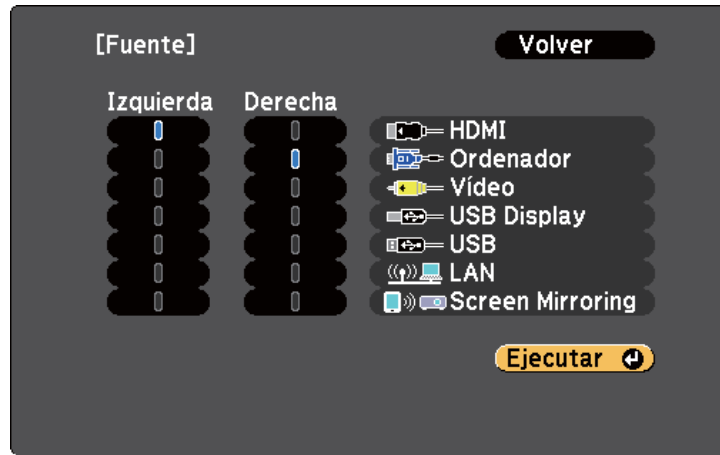 [Fuente] Volver
Izquierda Derecha
HDMI
Ordenador
Vídeo
USB Display
USB
LAN
Screen Mirroring
Ejecutar